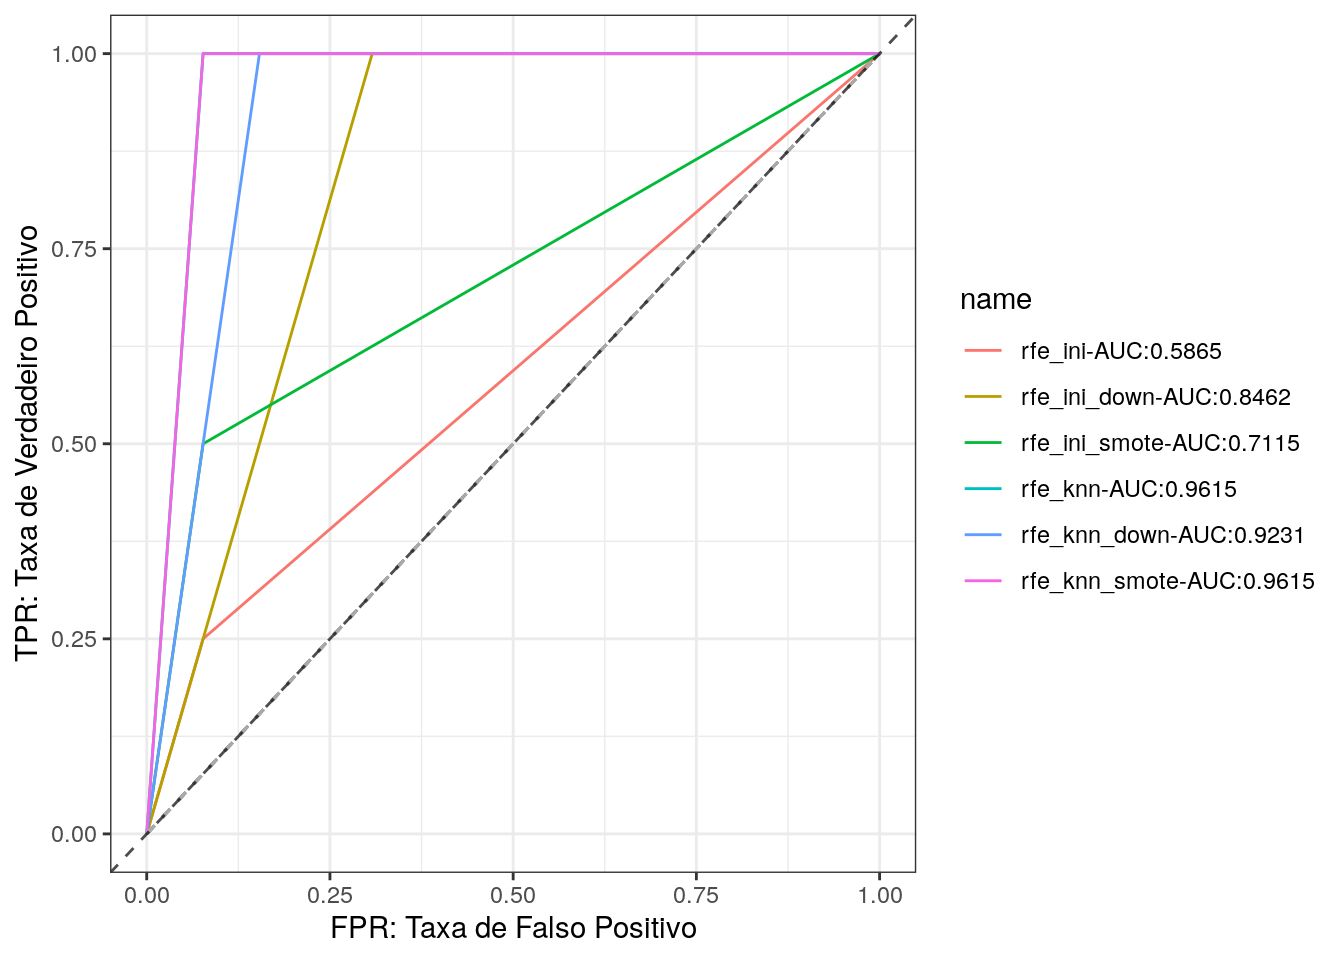 1.00
0.75
0.50
0.25
0.00
TPR: Taxa de Verdadeiro Positivo
0.00 0.25 0.50 0.75 1.00
FPR: Taxa de Falso Positivo
name
rfe_ini-AUC:0.5865
rfe_ini_down-AUC:0.8462
rfe_ini_smote-AUC:0.7115
rfe_knn-AUC:0.9615
rfe_knn_down-AUC:0.9231
rfe_knn_smote-AUC:0.9615